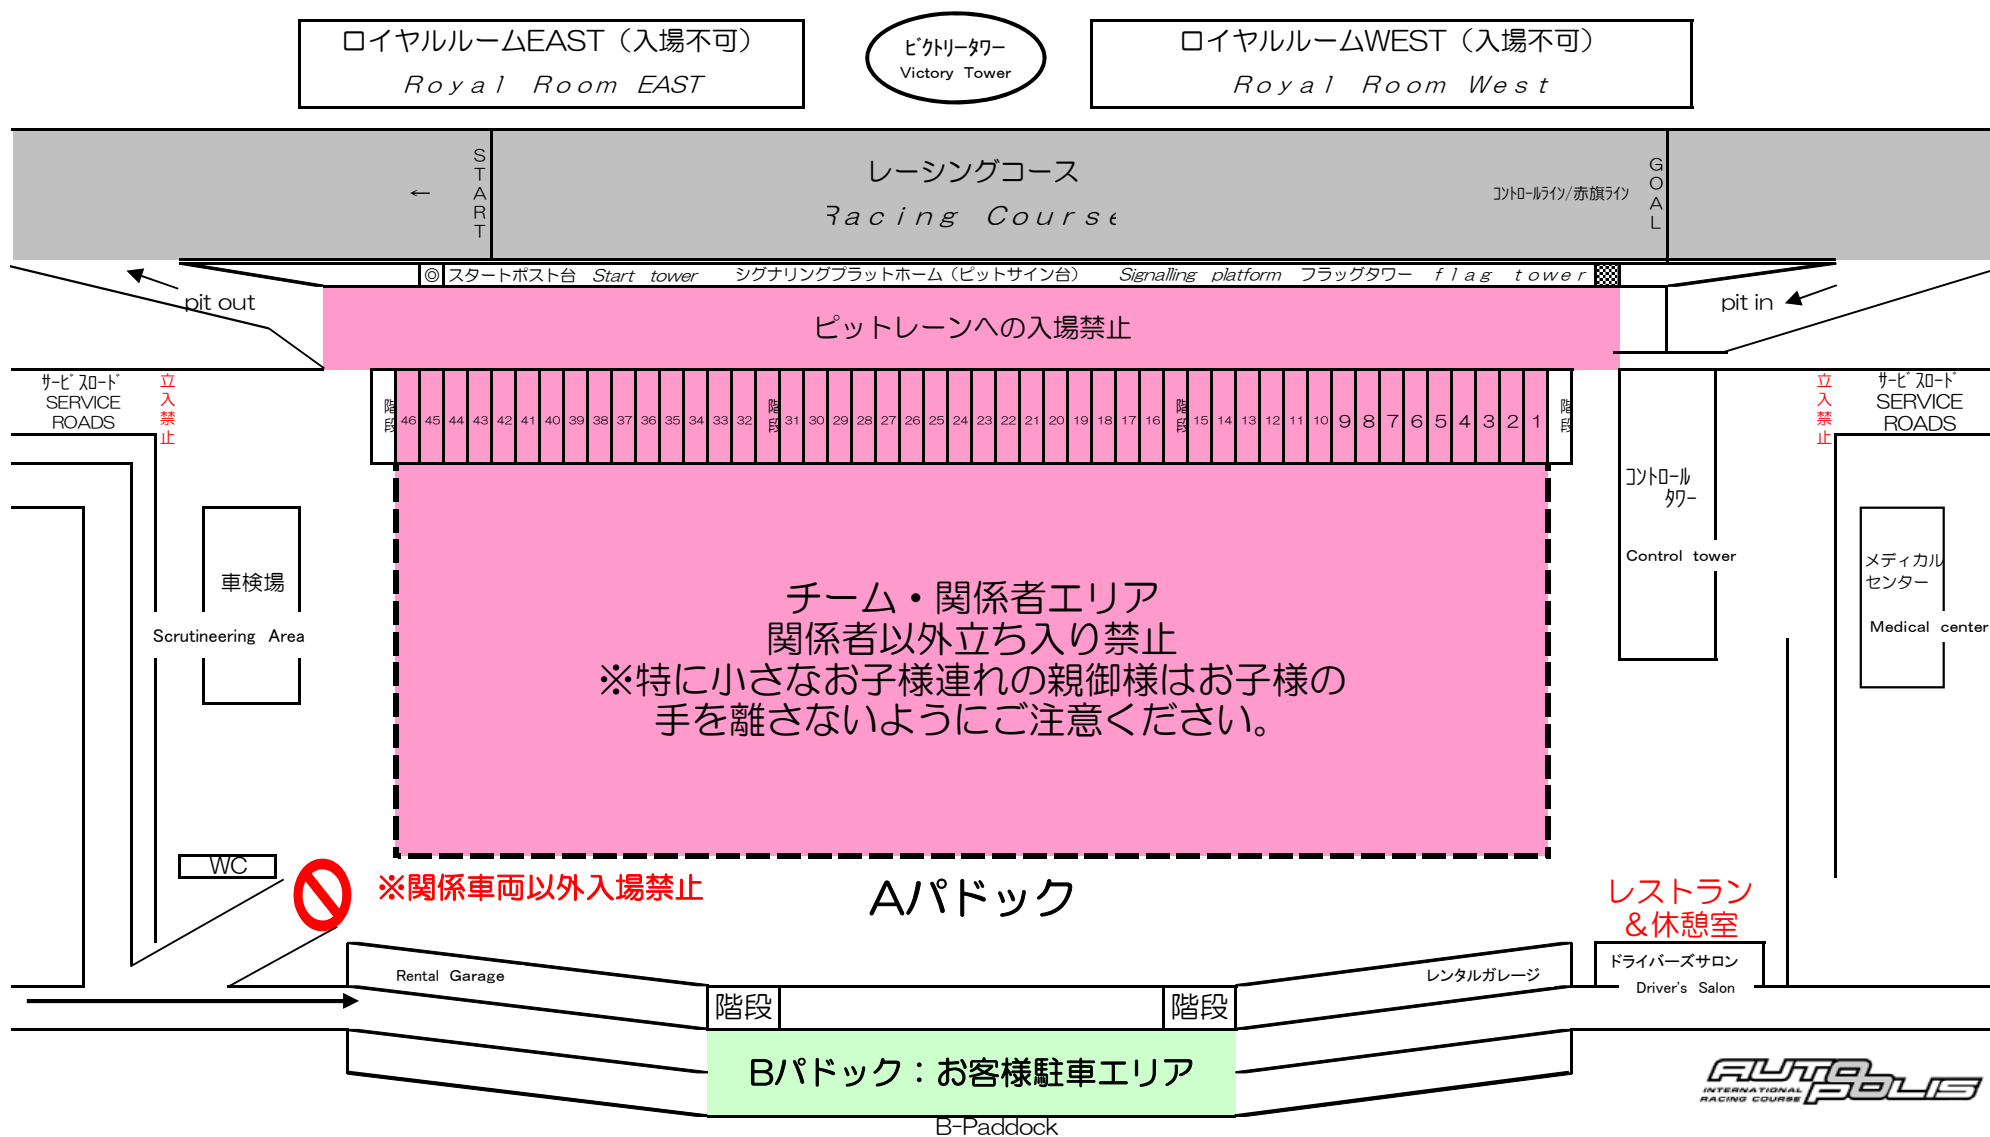 ロイヤルルームEAST（入場不可）
Royal Room EAST
ビクトリータワー
Victory Tower
ロイヤルルームWEST（入場不可）
Royal Room West
START
←
レーシングコース
Racing Course
コントロールライン/赤旗ライン
GOAL
◎ スタートポスト台 Start tower シグナリングプラットホーム（ピットサイン台） Signalling platform フラッグタワー flag tower
pit out
pit in
ピットレーンへの入場禁止
サービスロード
SERVICE
ROADS
立入禁止
階段 46 45 44 43 42 41 40 39 38 37 36 35 34 33 32 階段 31 30 29 28 27 26 25 24 23 22 21 20 19 18 17 16 階段 15 14 13 12 11 10 9 8 7 6 5 4 3 2 1 階段
立入禁止
サービスロード
SERVICE
ROADS
コントロール
タワー
Control tower
車検場
Scrutineering Area
メディカル
センター
Medical center
チーム・関係者エリア
関係者以外立ち入り禁止
※特に小さなお子様連れの親御様はお子様の
手を離さないようにご注意ください。
WC
※関係車両以外入場禁止
Aパドック
レストラン
＆休憩室
Rental Garage
レンタルガレージ
ドライバーズサロン
Driver's Salon
階段
階段
Bパドック：お客様駐車エリア
B-Paddock
AUTOPOLIS
INTERNATIONAL
RACING COURSE